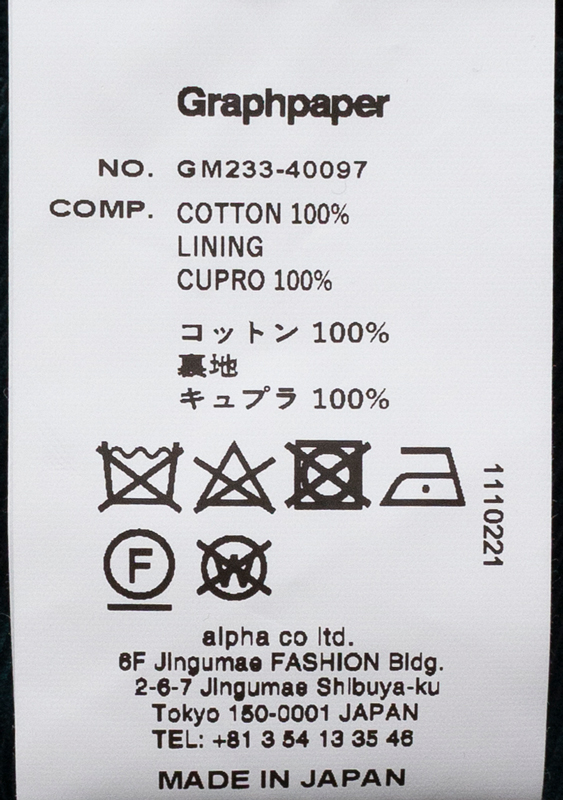 Graphpaper
NO. GM233-40097
COMP. COTTON 100%
LINING
CUPRO 100%
コットン 100%
裏地
キュプラ 100%
1110221
F
W
alpha co ltd.
6F Jingumae FASHION Bldg.
2-6-7 Jingumae Shibuya-ku
Tokyo 150-0001 JAPAN
TEL: +81 3 54 13 35 46
MADE IN JAPAN